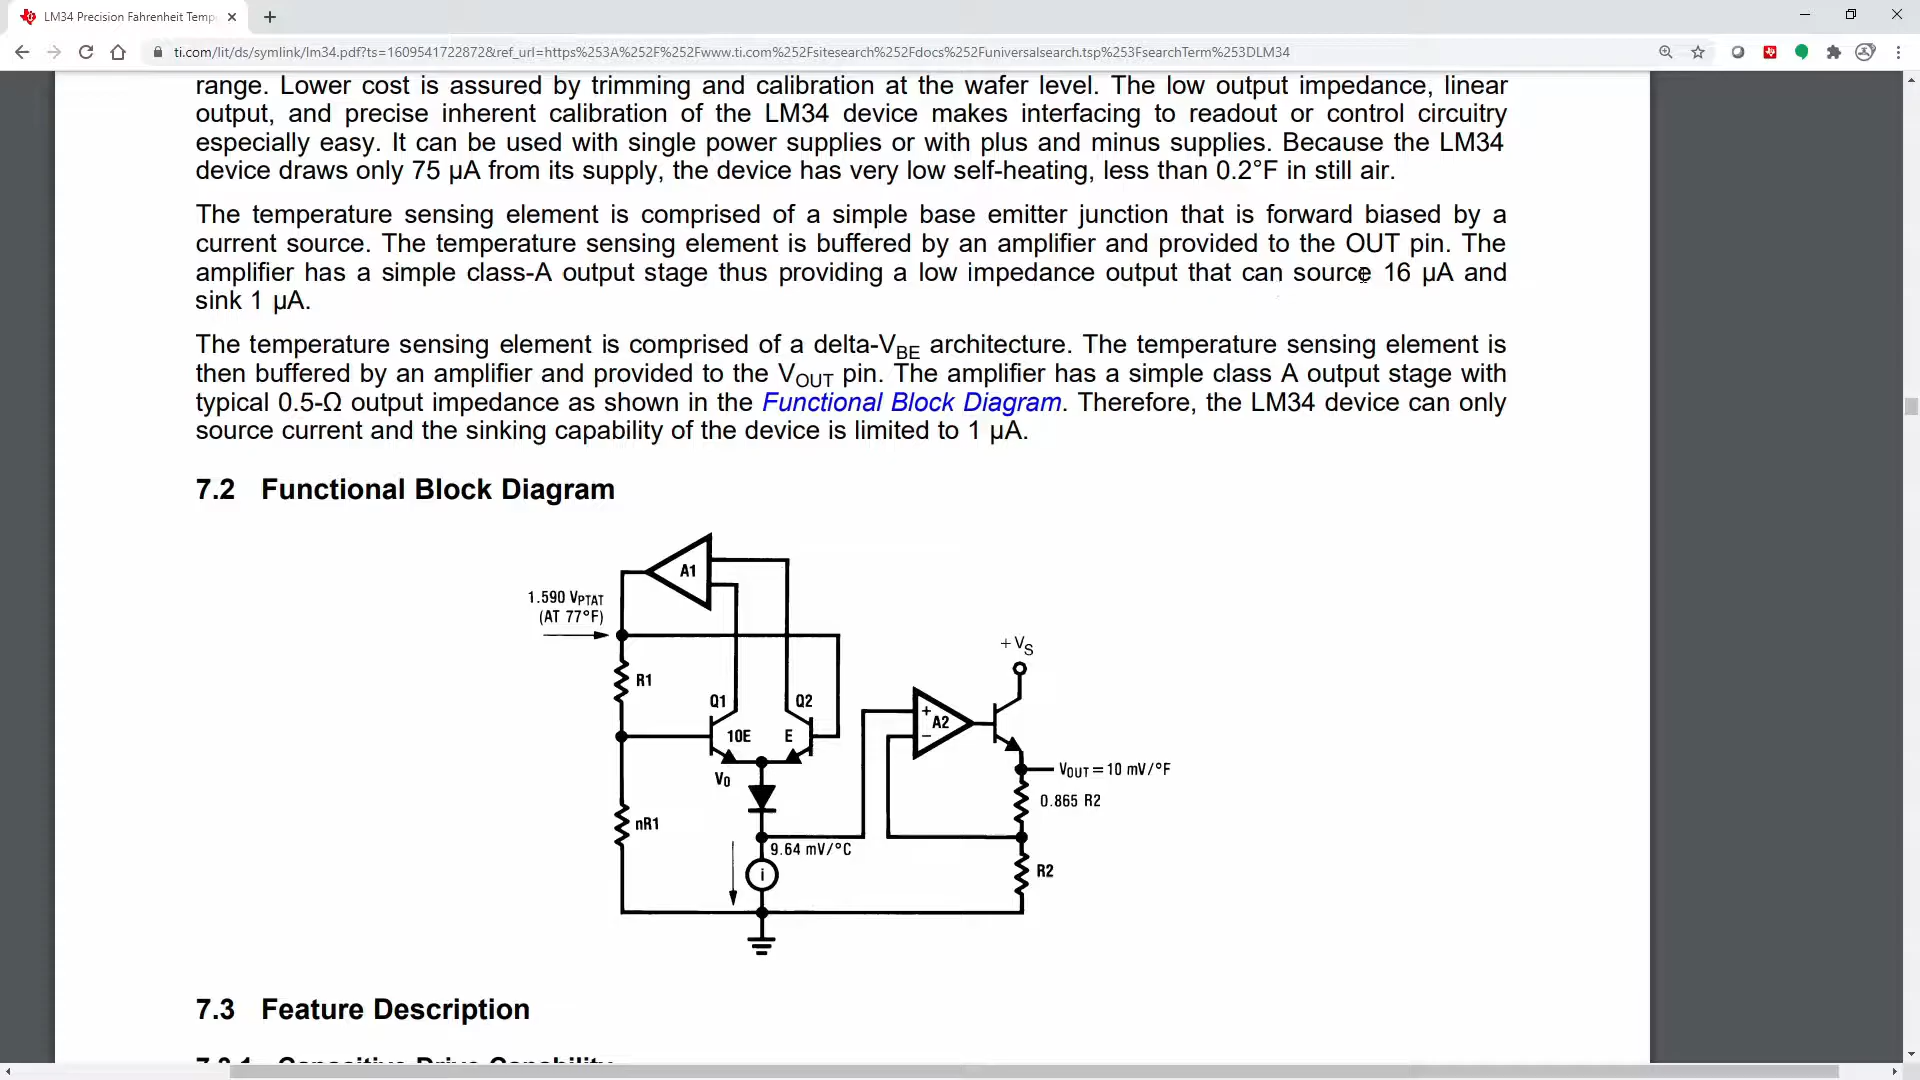 LM34 Precision Fahrenheit Temp
ti.com/lit/ds/symlink/lm34.pdf?ts=1609541722872&ref_url=https%253A%252F%252Fwww.ti.com%252Fsitesearch%252Fdocs%252Funiversalsearch.tsp%253FsearchTerm%253DLM34
range. Lower cost is assured by trimming and calibration at the wafer level. The low output impedance, linear
output, and precise inherent calibration of the LM34 device makes interfacing to readout or control circuitry
especially easy. It can be used with single power supplies or with plus and minus supplies. Because the LM34
device draws only 75 µA from its supply, the device has very low self-heating, less than 0.2°F in still air.
The temperature sensing element is comprised of a simple base emitter junction that is forward biased by a
current source. The temperature sensing element is buffered by an amplifier and provided to the OUT pin. The
amplifier has a simple class-A output stage thus providing a low impedance output that can source 16 µA and
sink 1 µA.
The temperature sensing element is comprised of a delta-VBE architecture. The temperature sensing element is
then buffered by an amplifier and provided to the VOUT pin. The amplifier has a simple class A output stage with
typical 0.5-Ω output impedance as shown in the Functional Block Diagram. Therefore, the LM34 device can only
source current and the sinking capability of the device is limited to 1 µA.
7.2 Functional Block Diagram
A1
1.590 VPTAT
(AT 77°F)
+VS
R1
Q1
Q2
10E
E
+
A2
−
V0
VOUT=10 mV/°F
0.865 R2
nR1
9.64 mV/°C
i
R2
7.3 Feature Description
7.3.1 Capacitive Drive Capability